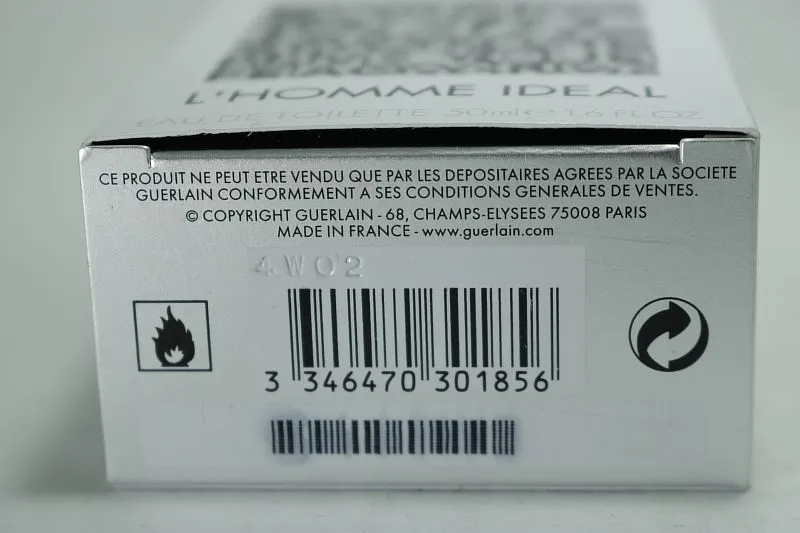 L'HOMME IDEAL
EAU DE TOILETTE 50ml e 1.6 FL.OZ
CE PRODUIT NE PEUT ETRE VENDU QUE PAR LES DEPOSITAIRES AGREES PAR LA SOCIETE
GUERLAIN CONFORMEMENT A SES CONDITIONS GENERALES DE VENTES.
© COPYRIGHT GUERLAIN - 68, CHAMPS-ELYSEES 75008 PARIS
MADE IN FRANCE - www.guerlain.com
4W02
3 346470 301856